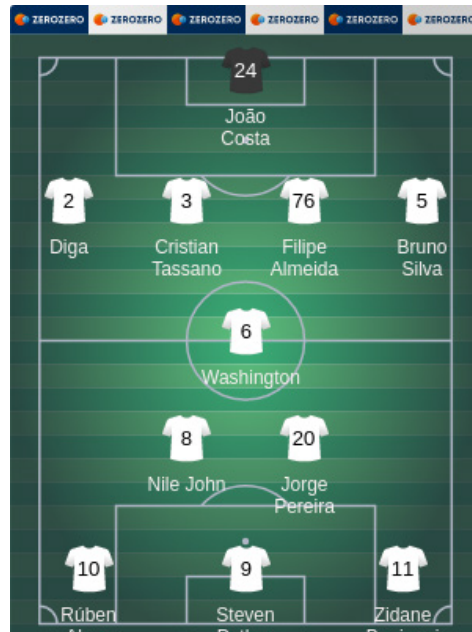 ZEROZERO ZEROZERO ZEROZERO ZEROZERO ZEROZERO ZEROZERO
24
João
Costa
2 3 76 5
Diga Cristian Filipe Bruno
Tassano Almeida Silva
6
Washington
8 20
Nile John Jorge
Pereira
10 9 11
Rúben Steven Zidane